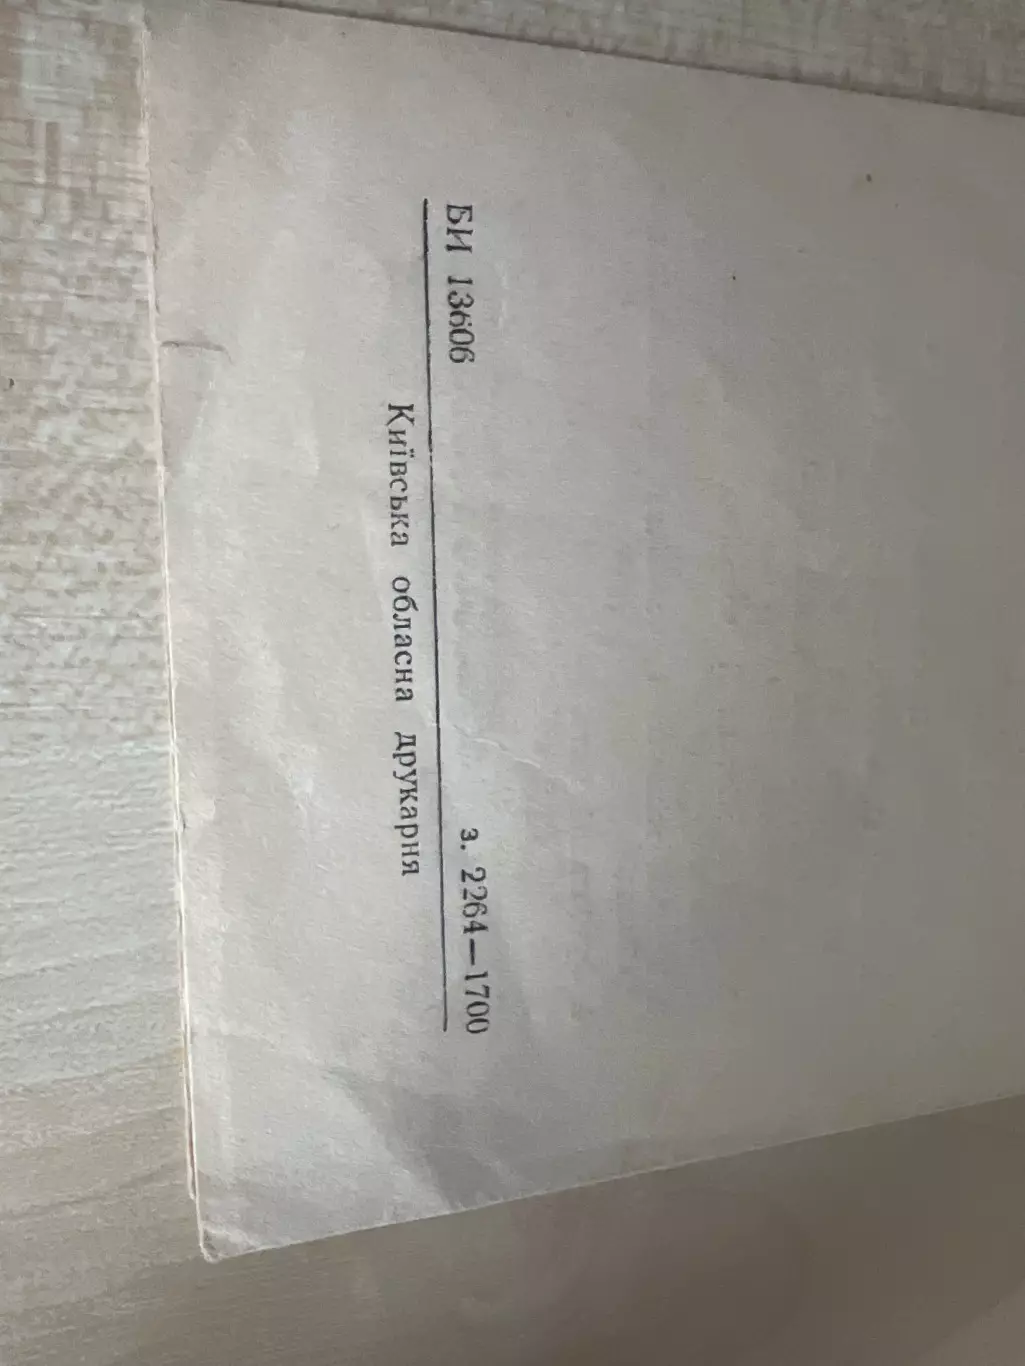 БИ 13606 з. 2264—1700
Київська обласна друкарня